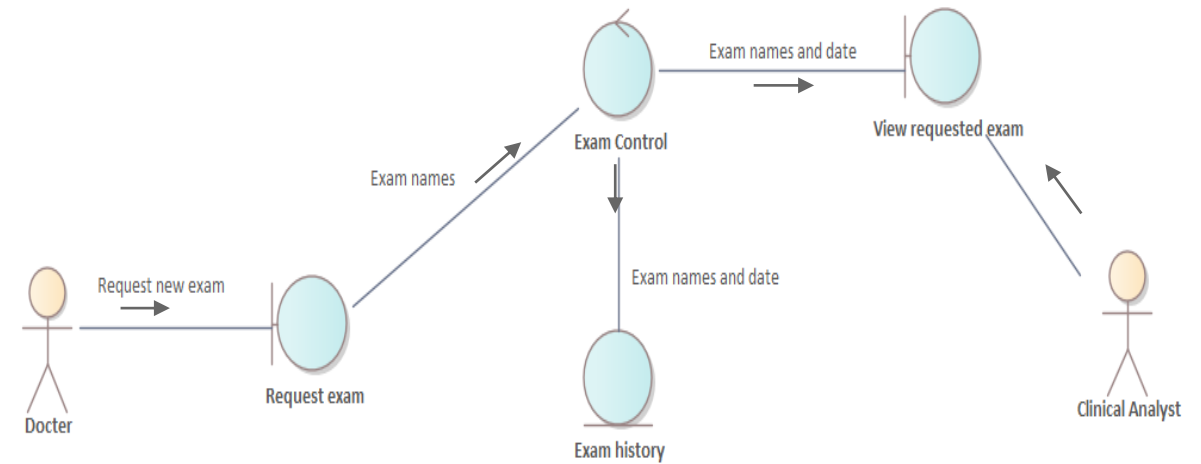 Exam names and date
View requested exam
Exam Control
Exam names
Request new exam
Exam names and date
Request exam
Docter
Clinical Analyst
Exam history